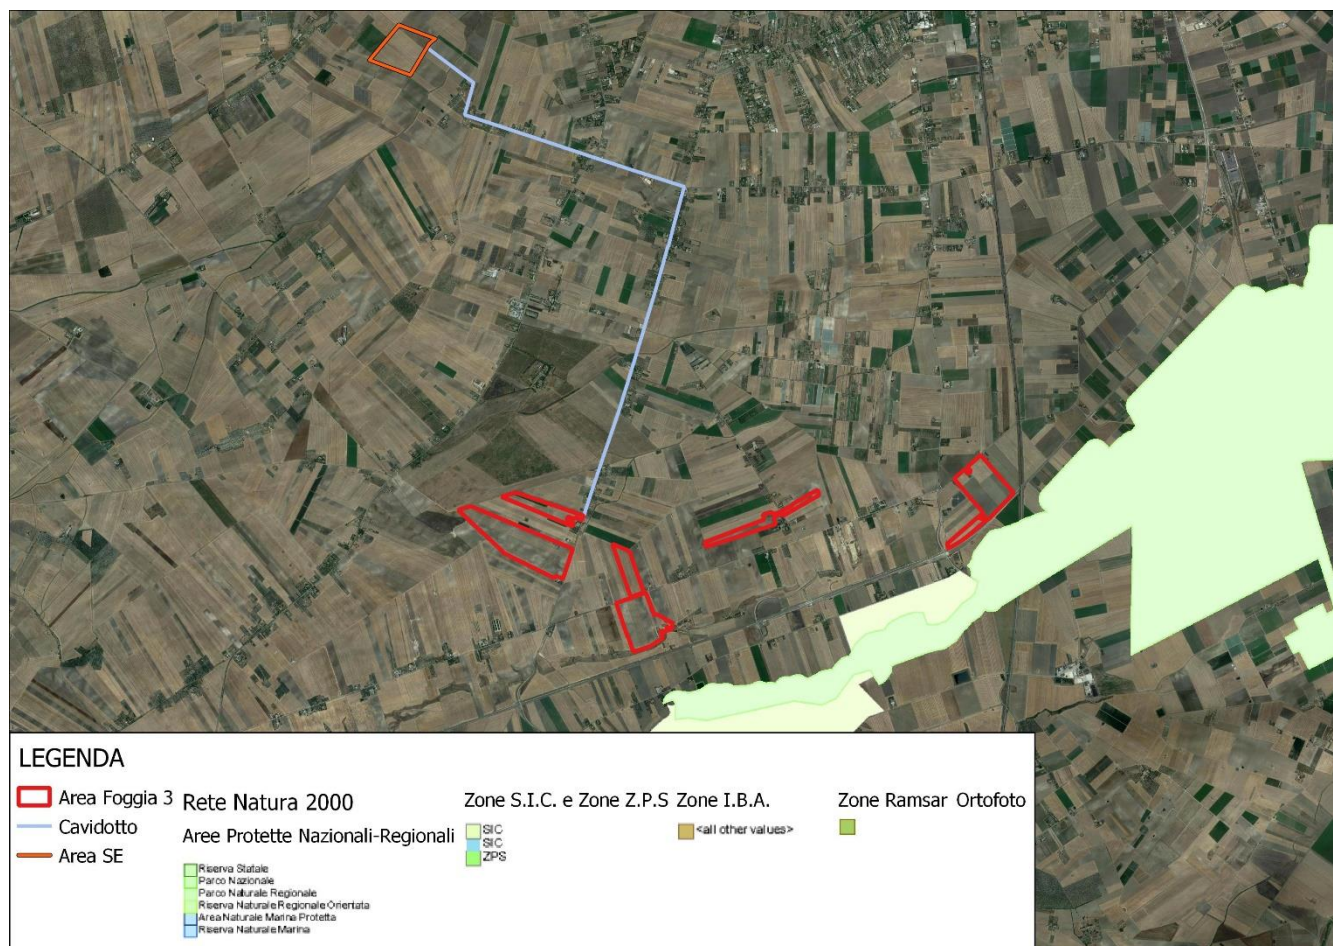 LEGENDA
Area Foggia 3
Cavidotto
Area SE
Rete Natura 2000
Aree Protette Nazionali-Regionali
Riserva Statale
Parco Nazionale
Parco Naturale Regionale
Riserva Naturale Regionale Orientata
Area Naturale Marina Protetta
Riserva Naturale Marina
Zone S.I.C. e Zone Z.P.S
SIC
SIC
ZPS
Zone I.B.A.
<all other values>
Zone Ramsar Ortofoto